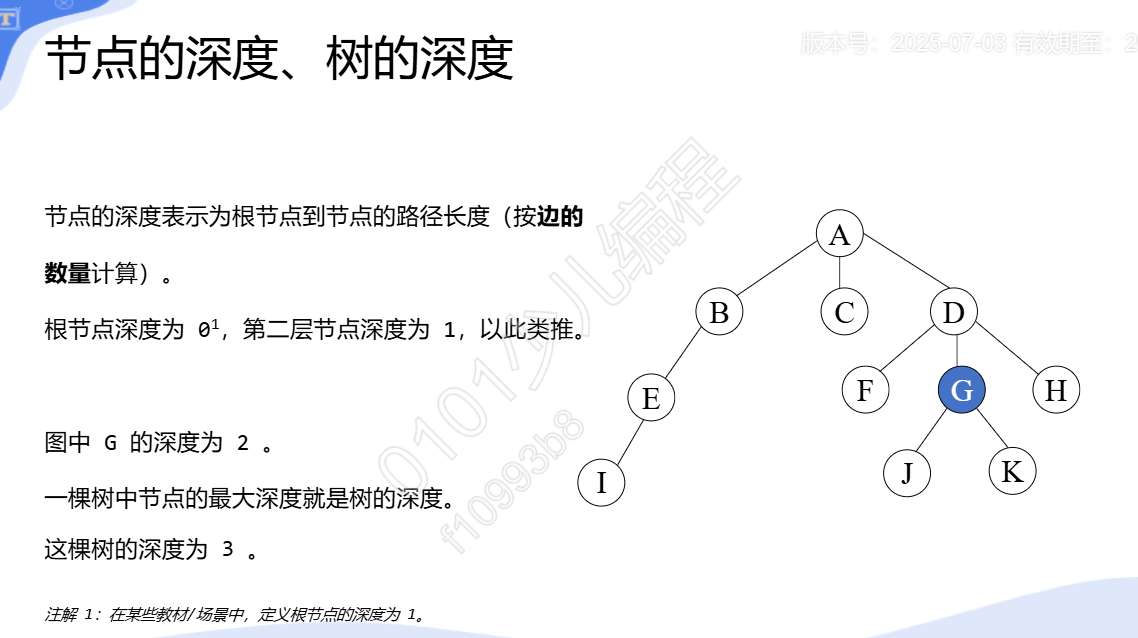 T
节点的深度、树的深度
版本号：2025-07-03 有效期至：2
节点的深度表示为根节点到节点的路径长度（按边的
数量计算）。
根节点深度为 0¹，第二层节点深度为 1，以此类推。
图中 G 的深度为 2 。
一棵树中节点的最大深度就是树的深度。
这棵树的深度为 3 。
注解 1：在某些教材/场景中，定义根节点的深度为 1。
A
B
C
D
E
F
G
H
I
J
K
0101少儿编程
f10993b8